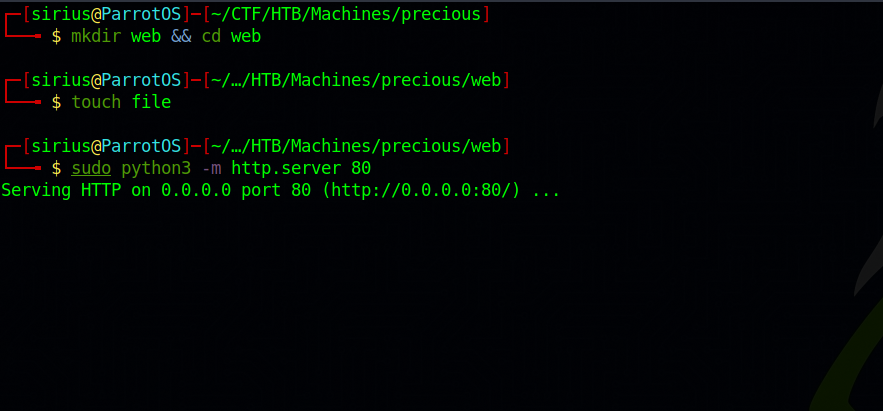 ┌─[sirius@ParrotOS]─[~/CTF/HTB/Machines/precious]
└──╼ $ mkdir web && cd web
┌─[sirius@ParrotOS]─[~/…/HTB/Machines/precious/web]
└──╼ $ touch file
┌─[sirius@ParrotOS]─[~/…/HTB/Machines/precious/web]
└──╼ $ sudo python3 -m http.server 80
Serving HTTP on 0.0.0.0 port 80 (http://0.0.0.0:80/) ...